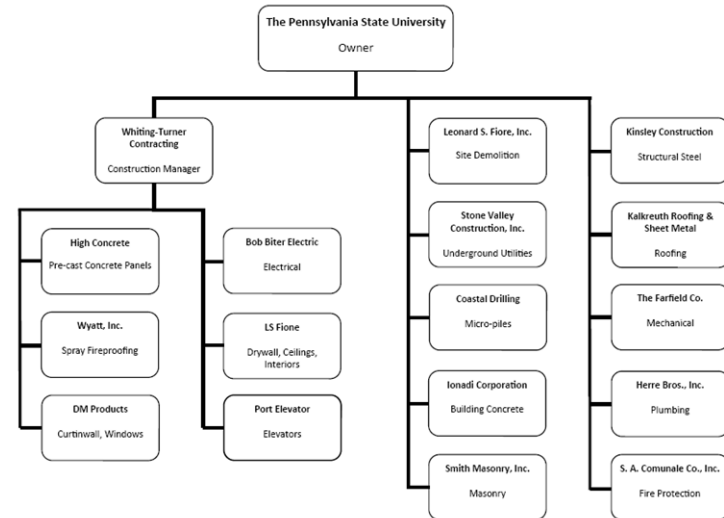 The Pennsylvania State University
Owner
Whiting-Turner
Contracting
Construction Manager
High Concrete
Pre-cast Concrete Panels
Wyatt, Inc.
Spray Fireproofing
DM Products
Curtinwall, Windows
Bob Biter Electric
Electrical
LS Fione
Drywall, Ceilings,
Interiors
Port Elevator
Elevators
Leonard S. Fiore, Inc.
Site Demolition
Stone Valley
Construction, Inc.
Underground Utilities
Coastal Drilling
Micro-piles
Ionadi Corporation
Building Concrete
Smith Masonry, Inc.
Masonry
Kinsley Construction
Structural Steel
Kalkreuth Roofing &
Sheet Metal
Roofing
The Farfield Co.
Mechanical
Herre Bros., Inc.
Plumbing
S. A. Comunale Co., Inc.
Fire Protection